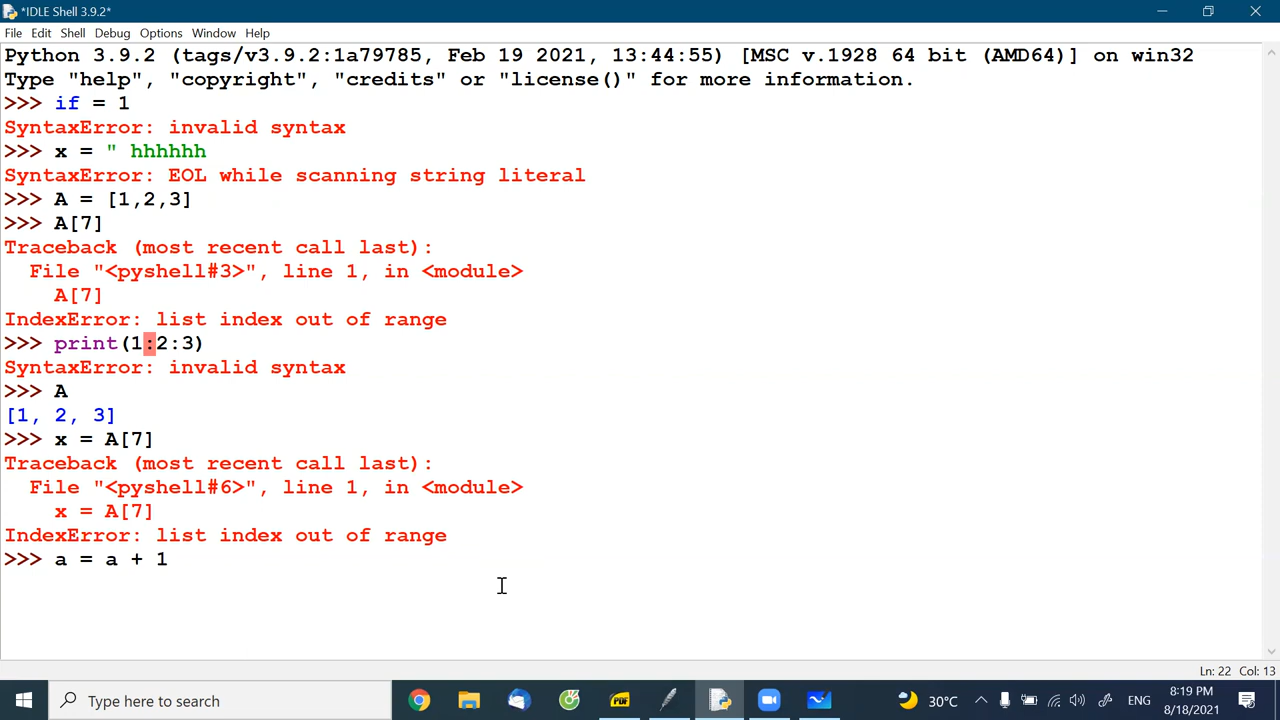 *IDLE Shell 3.9.2*
File Edit Shell Debug Options Window Help
Python 3.9.2 (tags/v3.9.2:1a79785, Feb 19 2021, 13:44:55) [MSC v.1928 64 bit (AMD64)] on win32
Type "help", "copyright", "credits" or "license()" for more information.
>>> if = 1
SyntaxError: invalid syntax
>>> x = " hhhhhh
SyntaxError: EOL while scanning string literal
>>> A = [1,2,3]
>>> A[7]
Traceback (most recent call last):
  File "<pyshell#3>", line 1, in <module>
    A[7]
IndexError: list index out of range
>>> print(1:2:3)
SyntaxError: invalid syntax
>>> A
[1, 2, 3]
>>> x = A[7]
Traceback (most recent call last):
  File "<pyshell#6>", line 1, in <module>
    x = A[7]
IndexError: list index out of range
>>> a = a + 1
Ln: 22 Col: 13
Type here to search
PDF
30°C
ENG
8:19 PM
8/18/2021